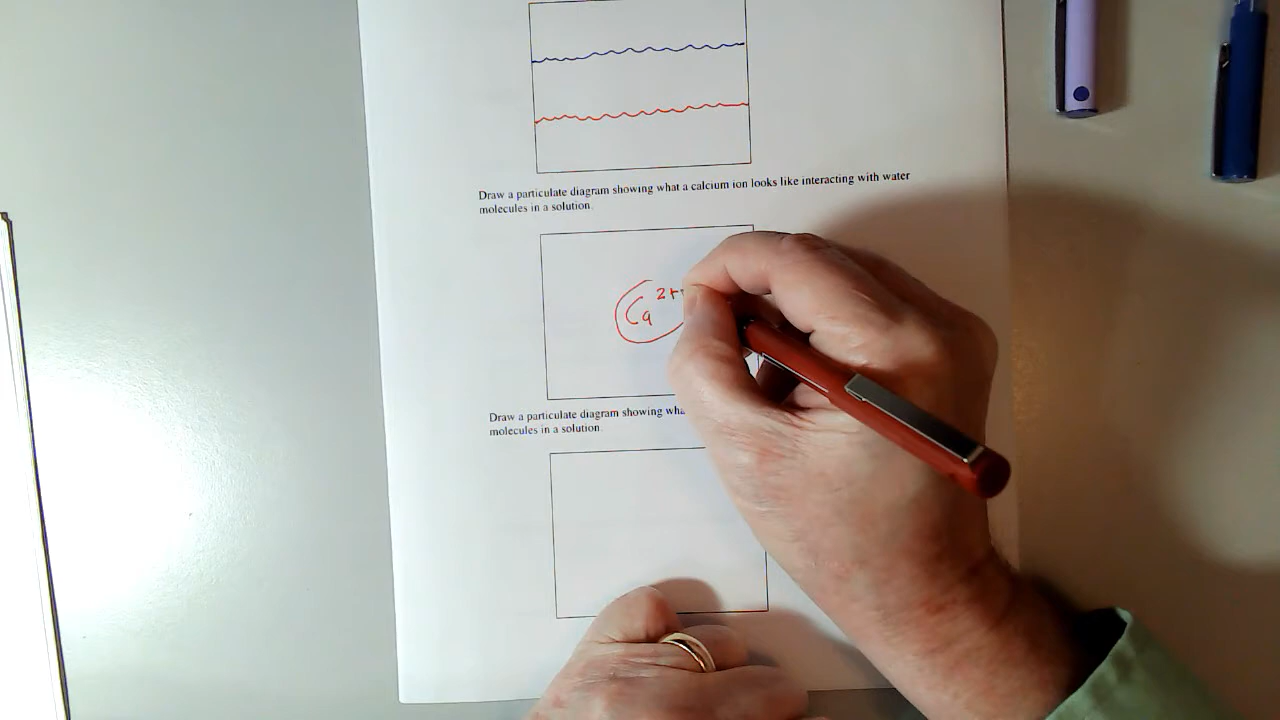 Draw a particulate diagram showing what a calcium ion looks like interacting with water
molecules in a solution.
Ca 2+
Draw a particulate diagram showing
molecules in a solution.